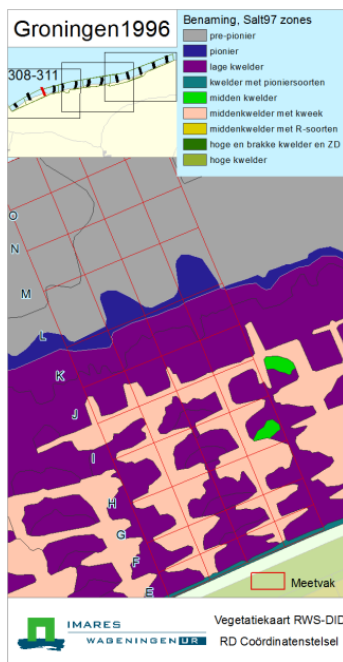 Groningen1996
308-311
Benaming, Salt97 zones
pre-pionier
pionier
lage kwelder
kwelder met pioniersoorten
midden kwelder
middenkwelder met kweek
middenkwelder met R-soorten
hoge en brakke kwelder en ZD
hoge kwelder
O
N
M
L
K
J
I
H
G
F
E
Meetvak
IMARES
WAGENINGEN UR
Vegetatiekaart RWS-DID
RD Coördinatenstelsel